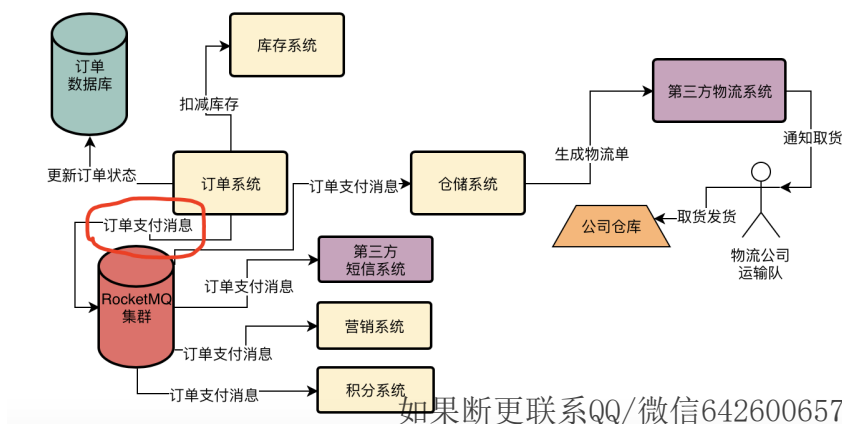 订单
数据库
库存系统
扣减库存
第三方物流系统
通知取货
生成物流单
更新订单状态
订单系统
订单支付消息
仓储系统
订单支付消息
取货发货
公司仓库
物流公司
运输队
第三方
短信系统
订单支付消息
RocketMQ
集群
营销系统
订单支付消息
积分系统
订单支付消息
如果断更联系QQ/微信642600657